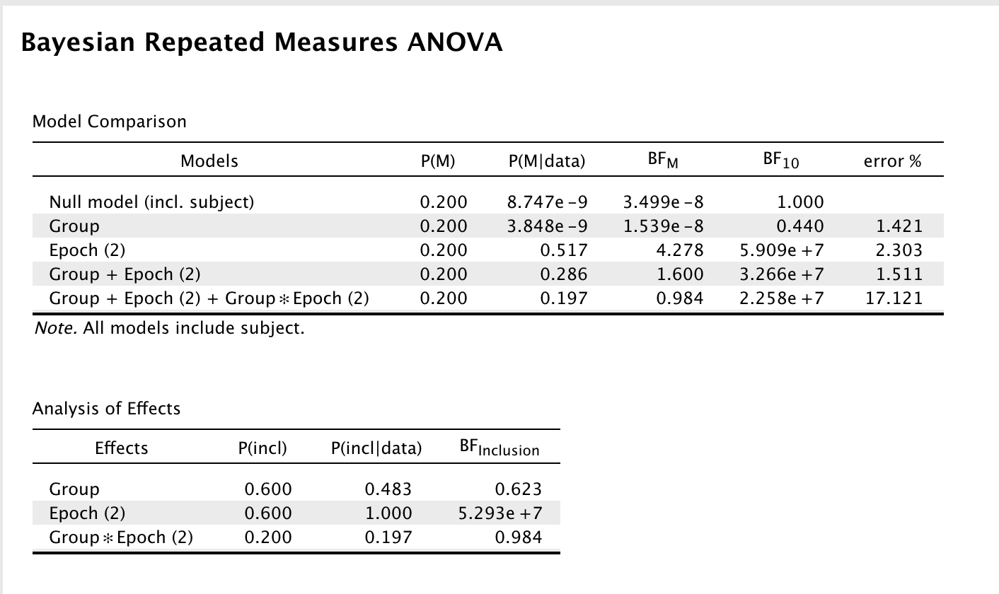 Bayesian Repeated Measures ANOVA
Model Comparison
Models P(M) P(M|data) BFM BF10 error %
Null model (incl. subject) 0.200 8.747e −9 3.499e −8 1.000
Group 0.200 3.848e −9 1.539e −8 0.440 1.421
Epoch (2) 0.200 0.517 4.278 5.909e +7 2.303
Group + Epoch (2) 0.200 0.286 1.600 3.266e +7 1.511
Group + Epoch (2) + Group ∗ Epoch (2) 0.200 0.197 0.984 2.258e +7 17.121
Note. All models include subject.
Analysis of Effects
Effects P(incl) P(incl|data) BFInclusion
Group 0.600 0.483 0.623
Epoch (2) 0.600 1.000 5.293e +7
Group ∗ Epoch (2) 0.200 0.197 0.984